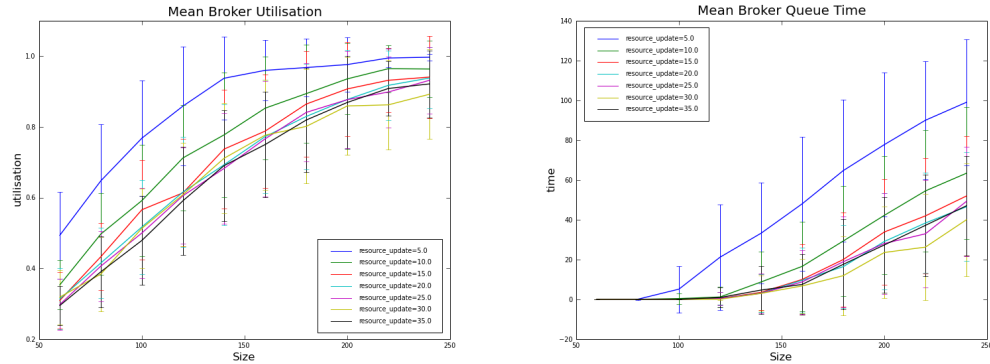 Mean Broker Utilisation
1.0
0.8
0.6
0.4
0.2
utilisation
resource_update=5.0
resource_update=10.0
resource_update=15.0
resource_update=20.0
resource_update=25.0
resource_update=30.0
resource_update=35.0
50
100
150
200
250
Size
Mean Broker Queue Time
140
120
100
80
60
40
20
0
−20
time
resource_update=5.0
resource_update=10.0
resource_update=15.0
resource_update=20.0
resource_update=25.0
resource_update=30.0
resource_update=35.0
50
100
150
200
250
Size